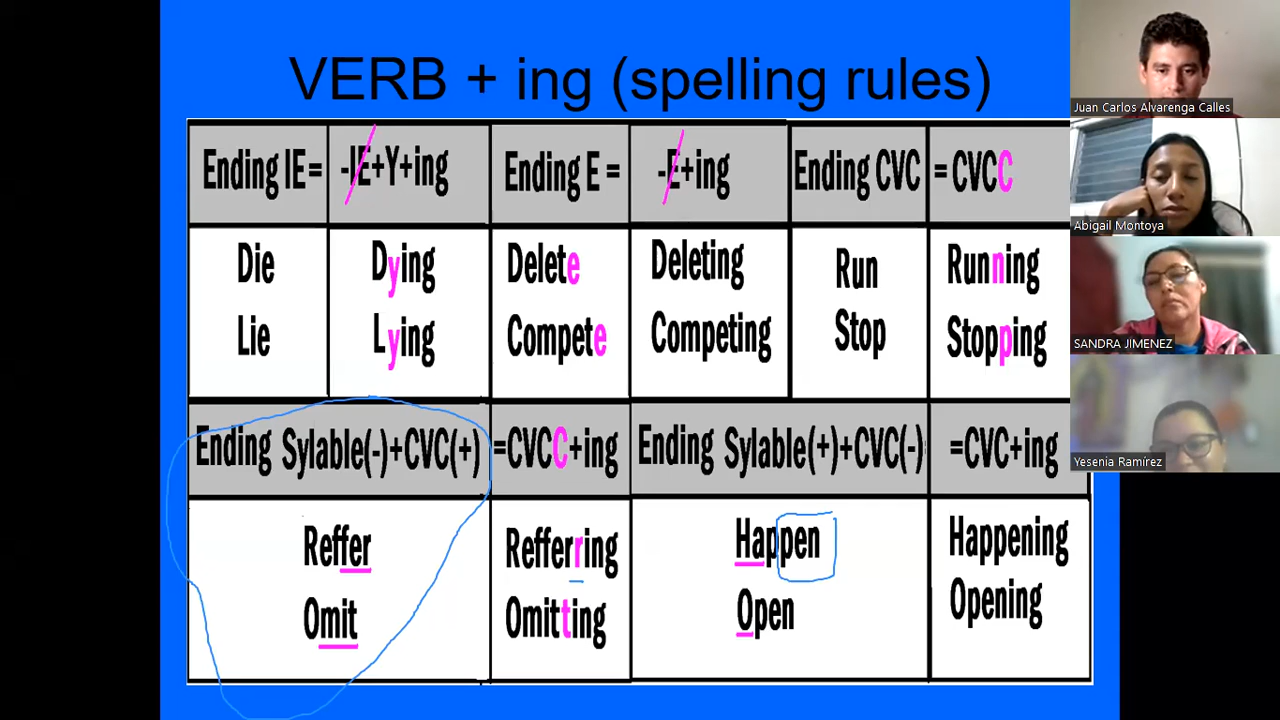 VERB + ing (spelling rules)
Ending IE= -IE+Y+ing Ending E = -E+ing Ending CVC = CVCC
Die Dying Delete Deleting Run Running
Lie Lying Compete Competing Stop Stopping
Ending Sylable(-)+CVC(+) =CVCC+ing Ending Sylable(+)+CVC(-) =CVC+ing
Reffer Refferring Happen Happening
Omit Omitting Open Opening
Juan Carlos Alvarenga Calles
Abigail Montoya
SANDRA JIMENEZ
Yesenia Ramírez